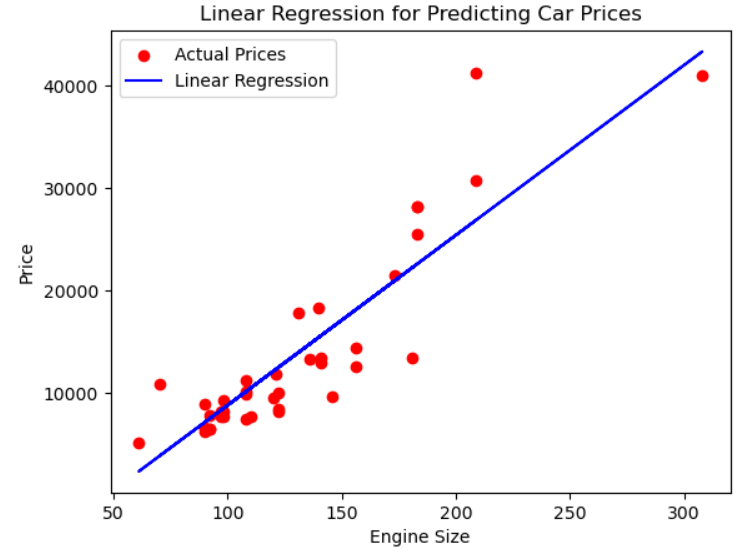 Linear Regression for Predicting Car Prices
Actual Prices
Linear Regression
40000
30000
20000
10000
Price
50
100
150
200
250
300
Engine Size